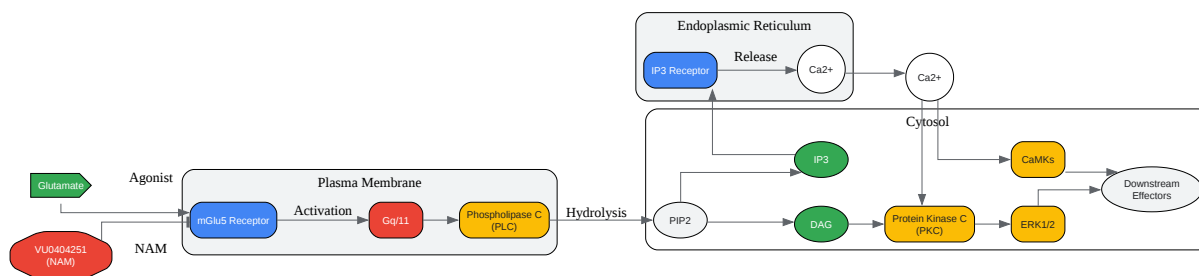 Endoplasmic Reticulum
IP3 Receptor
Release
Ca2+
Ca2+
Cytosol
Glutamate
Agonist
Plasma Membrane
mGlu5 Receptor
Activation
Gq/11
Phospholipase C
(PLC)
Hydrolysis
VU0404251
(NAM)
NAM
PIP2
IP3
DAG
Protein Kinase C
(PKC)
CaMKs
ERK1/2
Downstream
Effectors